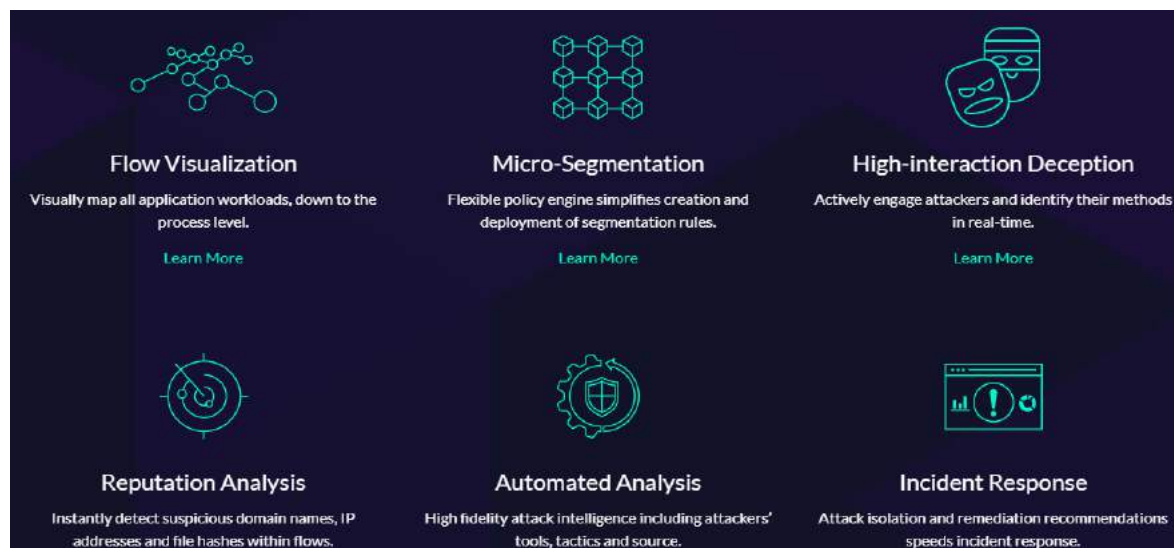 Flow Visualization
Visually map all application workloads, down to the
process level.
Learn More
Micro-Segmentation
Flexible policy engine simplifies creation and
deployment of segmentation rules.
Learn More
High-interaction Deception
Actively engage attackers and identify their methods
in real-time.
Learn More
Reputation Analysis
Instantly detect suspicious domain names, IP
addresses and file hashes within flows.
Automated Analysis
High fidelity attack intelligence including attackers'
tools, tactics and source.
Incident Response
Attack isolation and remediation recommendations
speeds incident response.